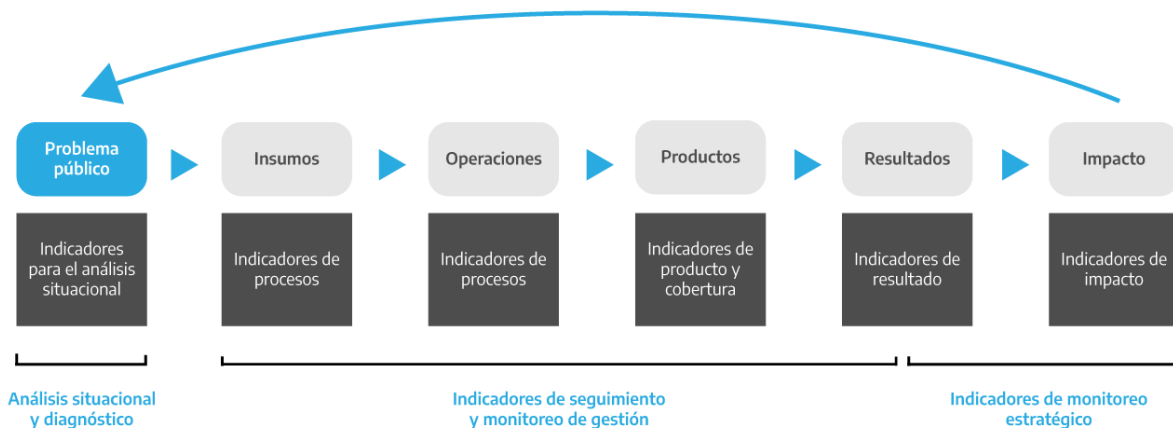 Problema
público
Insumos
Operaciones
Productos
Resultados
Impacto
Indicadores
para el análisis
situacional
Indicadores de
procesos
Indicadores de
procesos
Indicadores de
producto y
cobertura
Indicadores de
resultado
Indicadores de
impacto
Análisis situacional
y diagnóstico
Indicadores de seguimiento
y monitoreo de gestión
Indicadores de monitoreo
estratégico